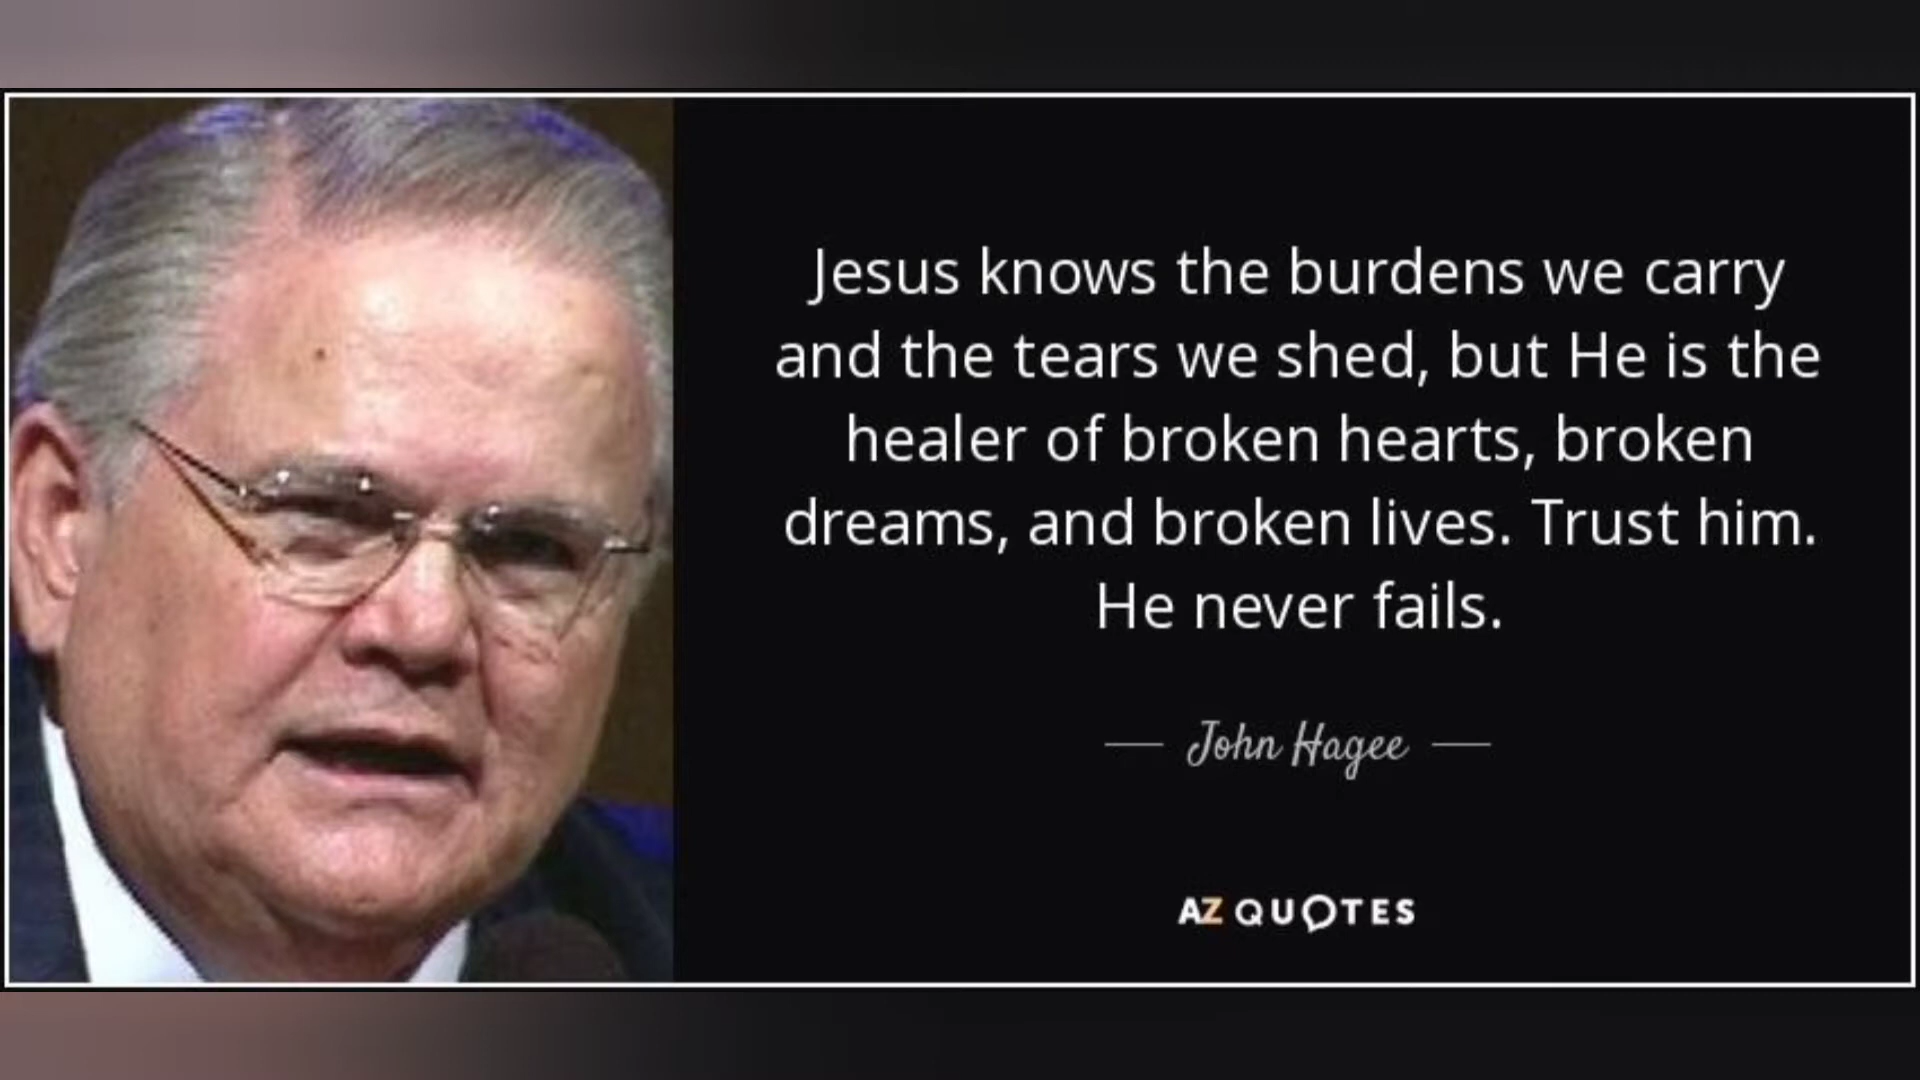 Jesus knows the burdens we carry
and the tears we shed, but He is the
healer of broken hearts, broken
dreams, and broken lives. Trust him.
He never fails.
John Hagee
AZ QUOTES